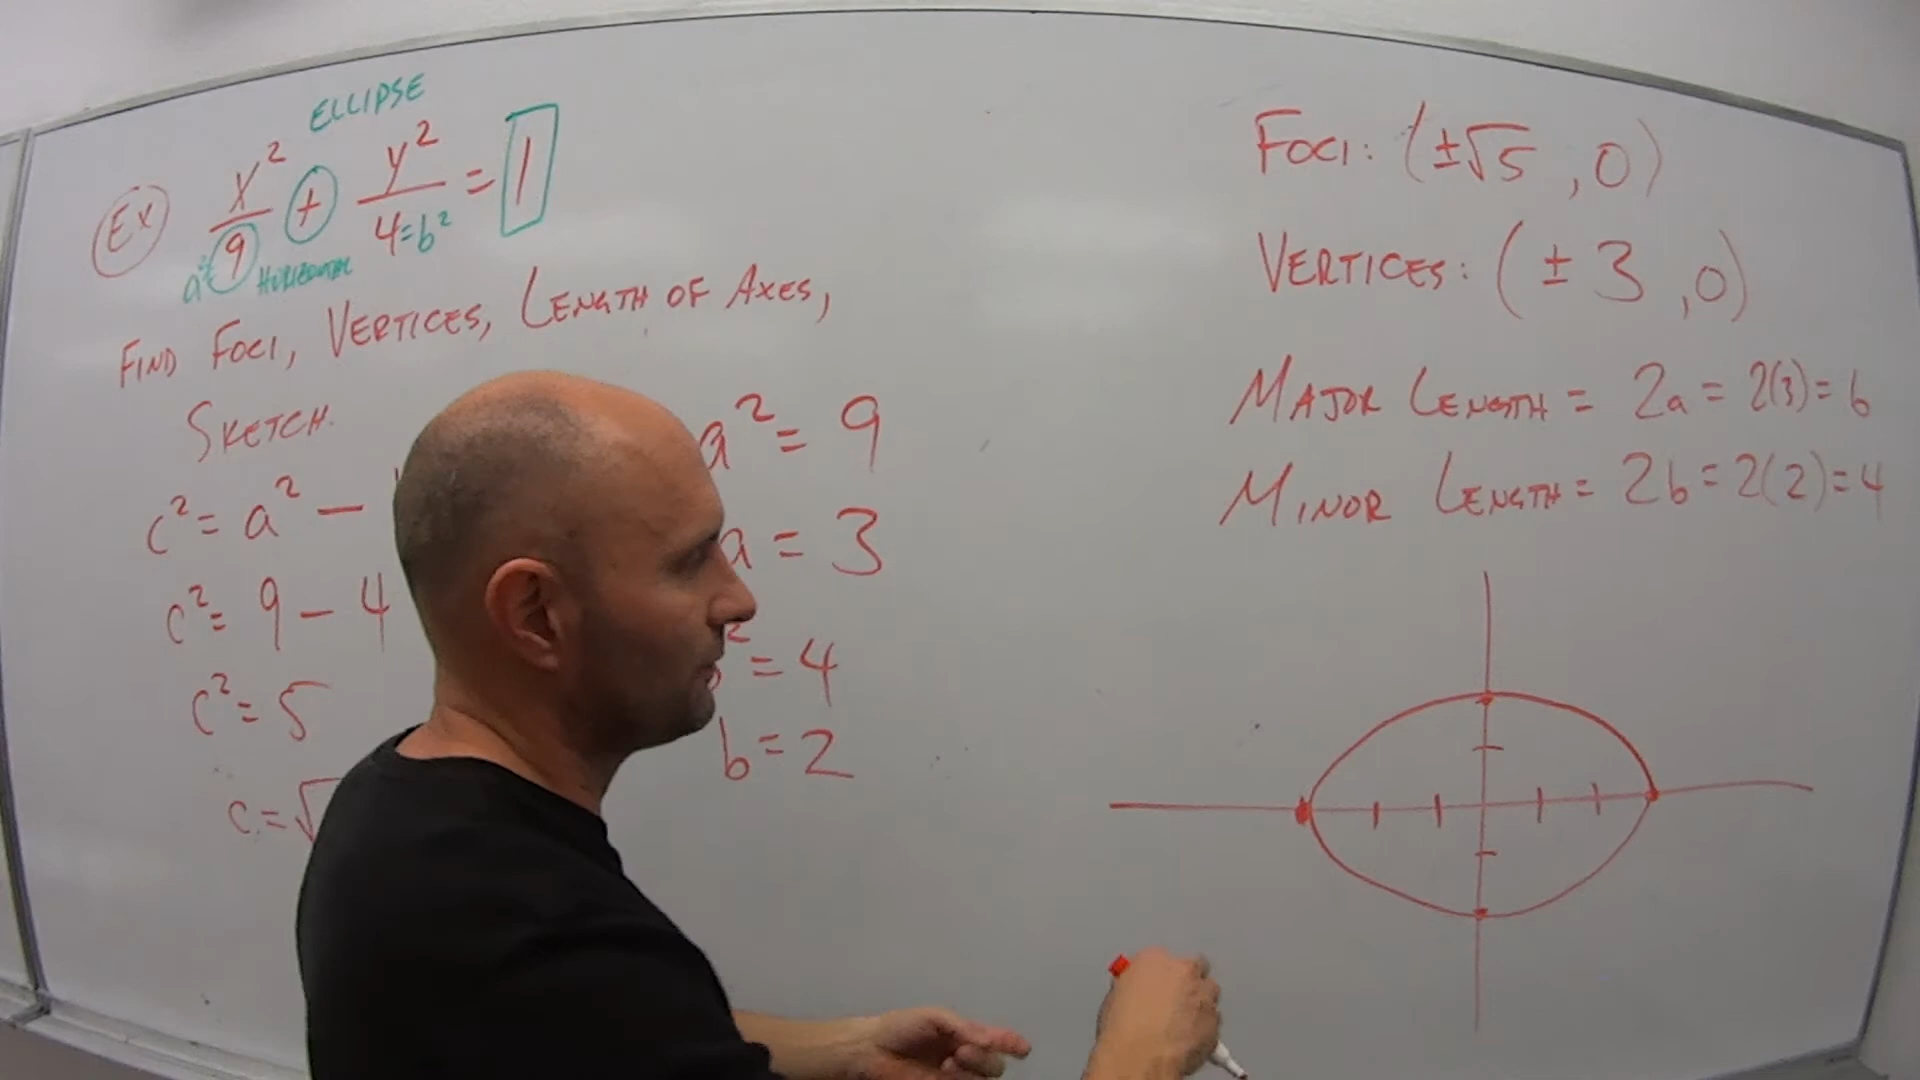 ELLIPSE
Ex x²/9 + y²/4=b² = 1
a²= HORIZONTAL
FIND FOCI, VERTICES, LENGTH OF AXES,
SKETCH.
c² = a² −
c² = 9 − 4
c² = 5
c = √
a² = 9
a = 3
² = 4
b = 2
FOCI: (±√5, 0)
VERTICES: (±3, 0)
MAJOR LENGTH = 2a = 2(3) = 6
MINOR LENGTH = 2b = 2(2) = 4